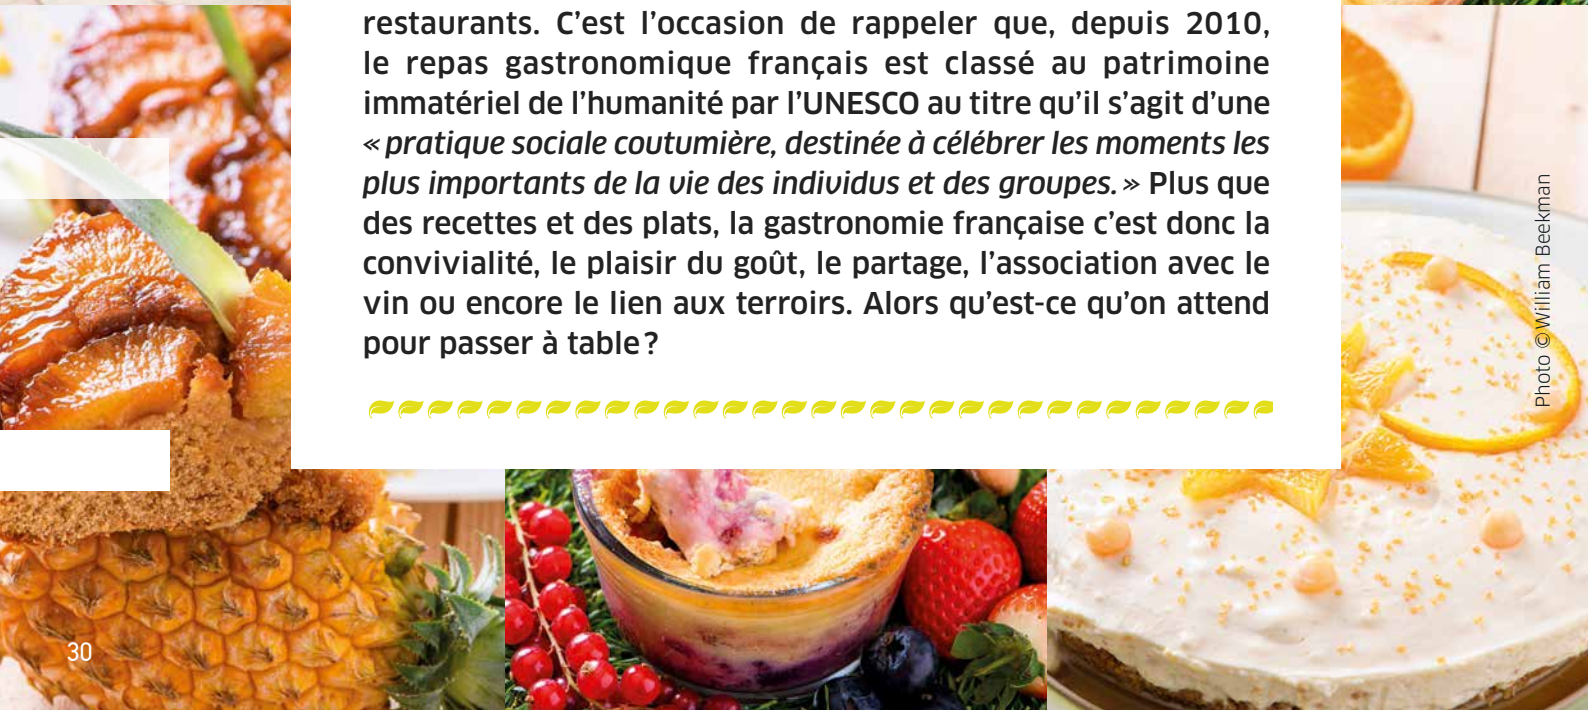 restaurants. C’est l’occasion de rappeler que, depuis 2010,
le repas gastronomique français est classé au patrimoine
immatériel de l’humanité par l’UNESCO au titre qu’il s’agit d’une
« pratique sociale coutumière, destinée à célébrer les moments les
plus importants de la vie des individus et des groupes. » Plus que
des recettes et des plats, la gastronomie française c’est donc la
convivialité, le plaisir du goût, le partage, l’association avec le
vin ou encore le lien aux terroirs. Alors qu’est-ce qu’on attend
pour passer à table ?
Photo © William Beekman
30